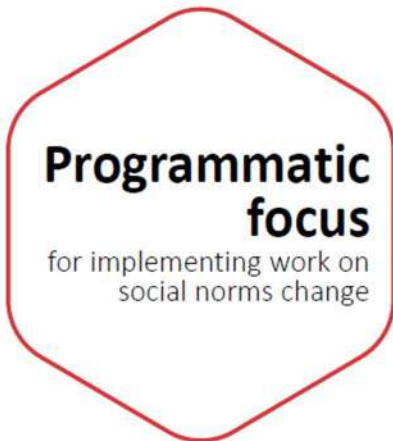 Programmatic
focus
for implementing work on
social norms change